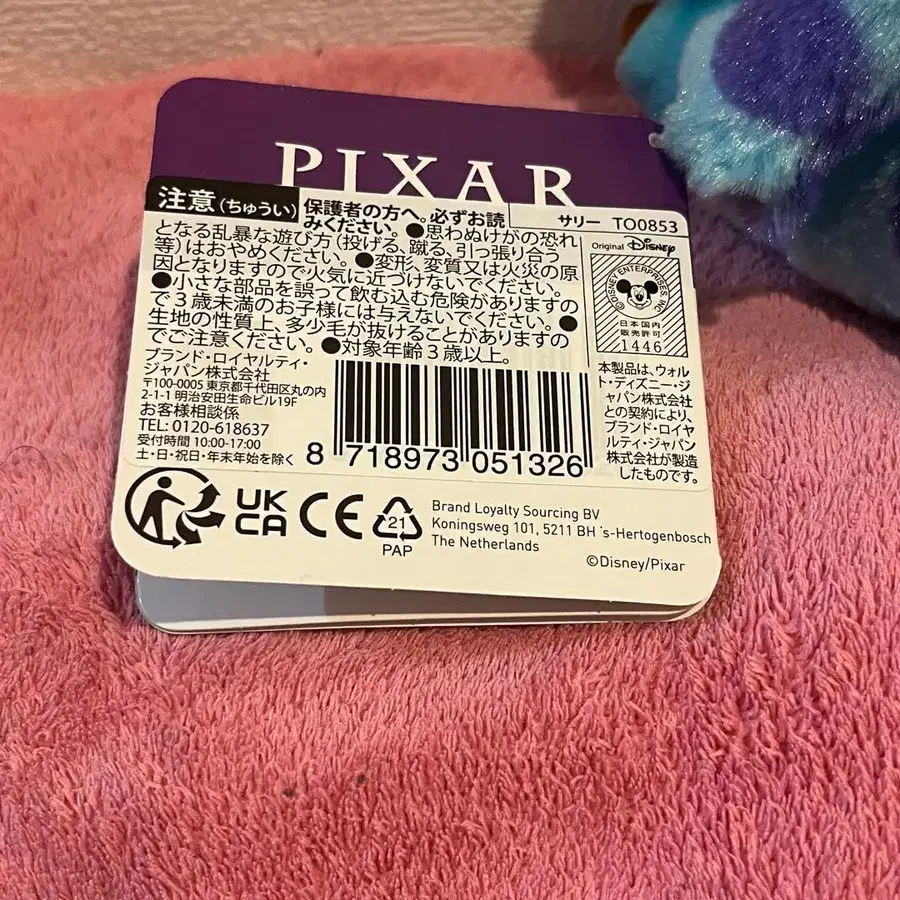 PIXAR
注意(ちゅうい)
保護者の方へ。必ずお読
みください。●思わぬけがの恐れ
となる乱暴な遊び方(投げる、蹴る、引っ張り合う
等)はおやめください。●変形、変質又は火災の原
因となりますので火気に近づけないでください。
●小さな部品を誤って飲む込む危険がありますの
で3歳未満のお子様には与えないでください。●
生地の性質上、多少毛が抜けることがありますの
でご注意ください。●対象年齢3歳以上。
ブランド・ロイヤルティ・
ジャパン株式会社
〒100-0005 東京都千代田区丸の内
2-1-1 明治安田生命ビル19F
お客様相談係
TEL: 0120-618637
受付時間 10:00-17:00
土・日・祝日・年末年始を除く
8 718973 051326
サリー TO0853
Original Disney
©DISNEY ENTERPRISES, INC
日本国内
販売許可
1446
本製品は、ウォル
ト・ディズニー・ジ
ャパン株式会社
との契約により、
ブランド・ロイヤ
ルティ・ジャパン
株式会社が製造
したものです。
UK
CA
CE
21
PAP
Brand Loyalty Sourcing BV
Koningsweg 101, 5211 BH 's-Hertogenbosch
The Netherlands
©Disney/Pixar